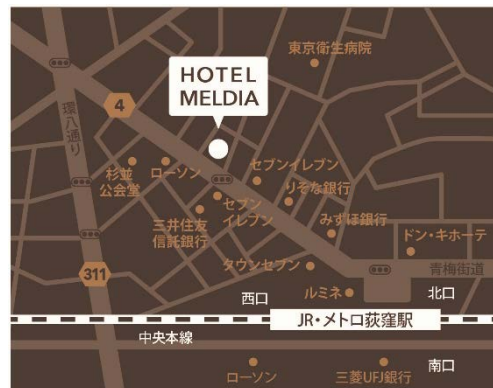 東京衛生病院
HOTEL
MELDIA
4
環八通り
杉並
公会堂
ローソン
セブンイレブン
りそな銀行
セブン
イレブン
三井住友
信託銀行
みずほ銀行
ドン・キホーテ
タウンセブン
青梅街道
311
西口
ルミネ
北口
JR・メトロ荻窪駅
中央本線
南口
ローソン
三菱UFJ銀行